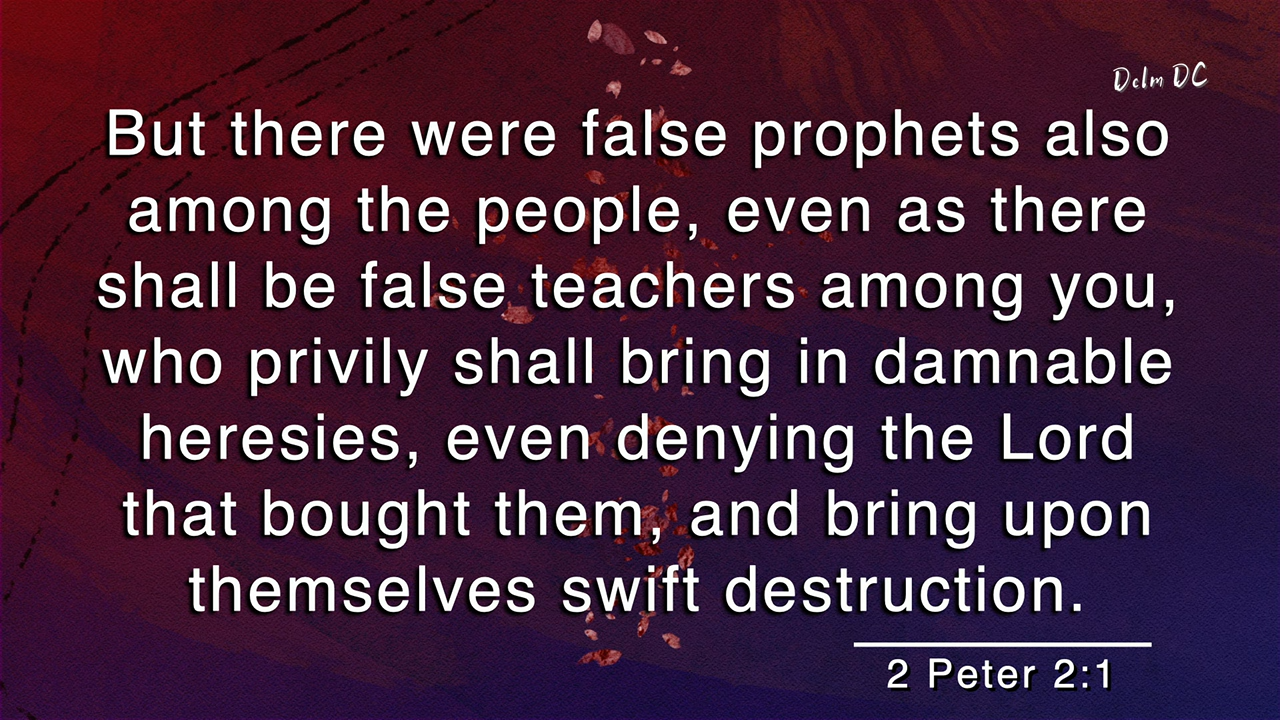 Dclm DC
But there were false prophets also
among the people, even as there
shall be false teachers among you,
who privily shall bring in damnable
heresies, even denying the Lord
that bought them, and bring upon
themselves swift destruction.
2 Peter 2:1